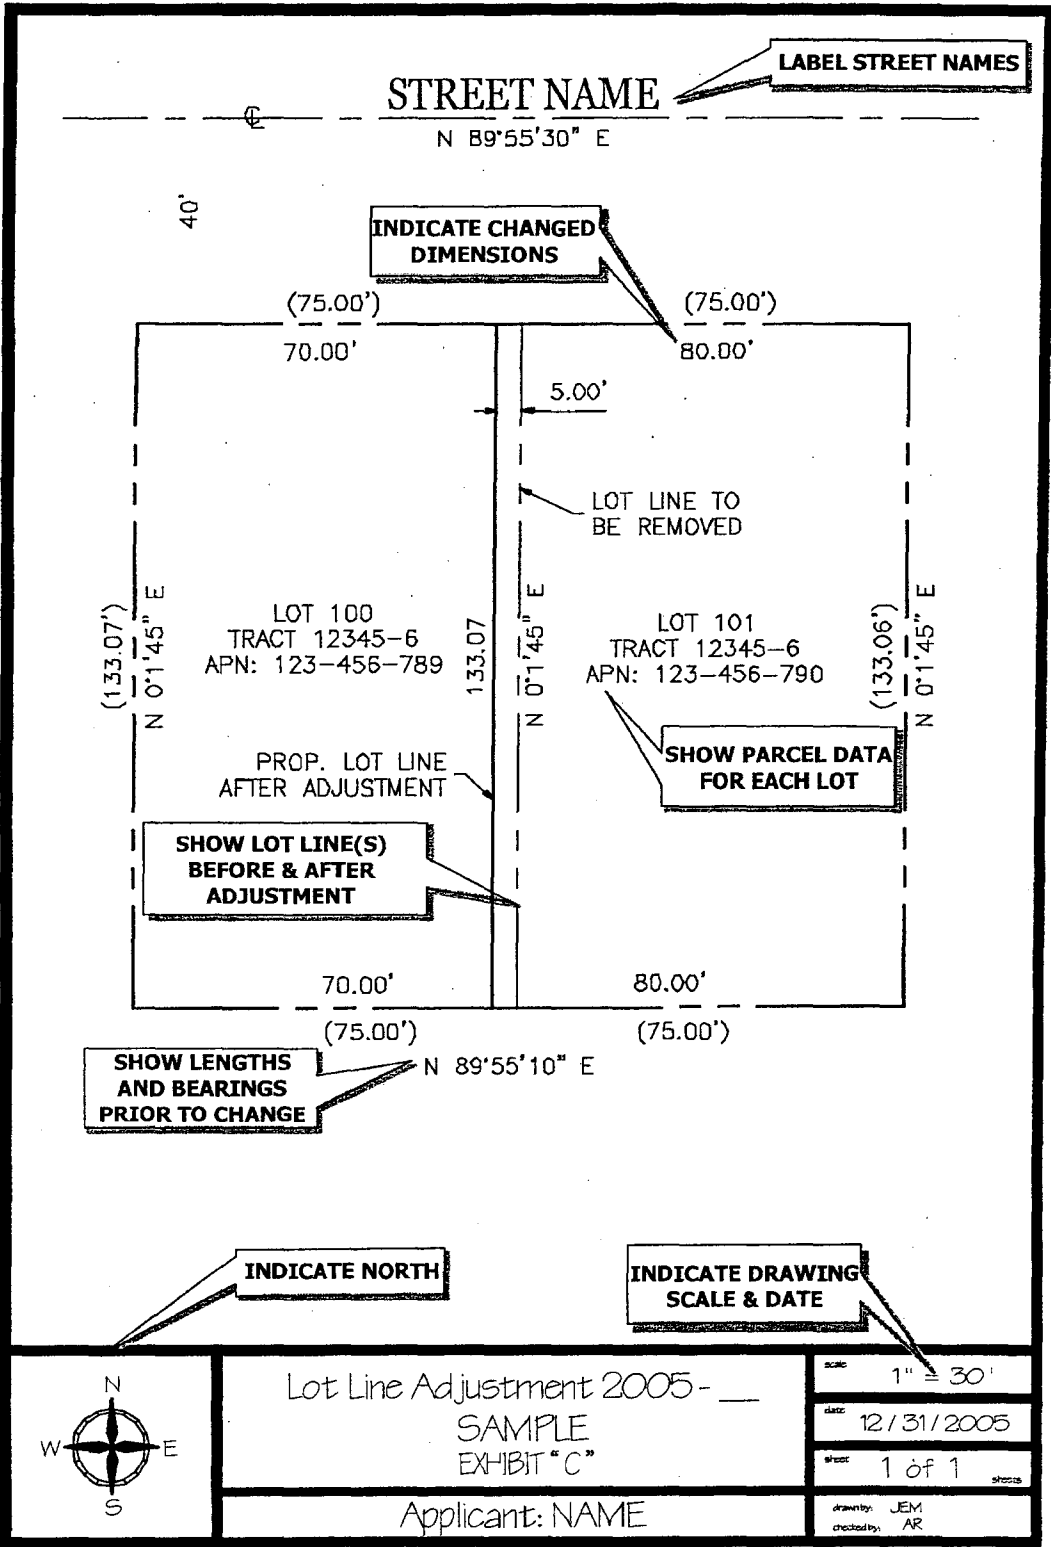 LABEL STREET NAMES
STREET NAME
℄
N 89°55'30" E
40'
INDICATE CHANGED
DIMENSIONS
(75.00')
(75.00')
70.00'
80.00'
5.00'
LOT LINE TO
BE REMOVED
(133.07')
N 0°1'45" E
LOT 100
TRACT 12345-6
APN: 123-456-789
133.07
N 0°1'45" E
LOT 101
TRACT 12345-6
APN: 123-456-790
(133.06')
N 0°1'45" E
SHOW PARCEL DATA
FOR EACH LOT
PROP. LOT LINE
AFTER ADJUSTMENT
SHOW LOT LINE(S)
BEFORE & AFTER
ADJUSTMENT
70.00'
80.00'
(75.00')
(75.00')
SHOW LENGTHS
AND BEARINGS
PRIOR TO CHANGE
N 89°55'10" E
INDICATE NORTH
INDICATE DRAWING
SCALE & DATE
N
W
E
S
Lot Line Adjustment 2005-__
SAMPLE
EXHIBIT "C"
Applicant: NAME
scale 1" = 30'
date: 12/31/2005
sheet 1 of 1 sheets
drawn by: JEM
checked by: AR